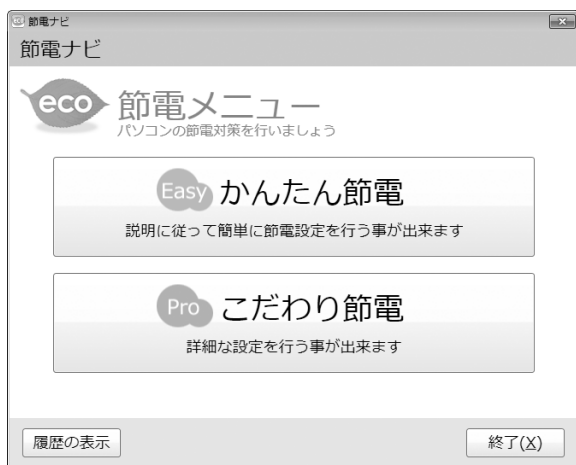 節電ナビ
節電ナビ
eco 節電メニュー
パソコンの節電対策を行いましょう
Easy かんたん節電
説明に従って簡単に節電設定を行う事が出来ます
Pro こだわり節電
詳細な設定を行う事が出来ます
履歴の表示 終了(X)